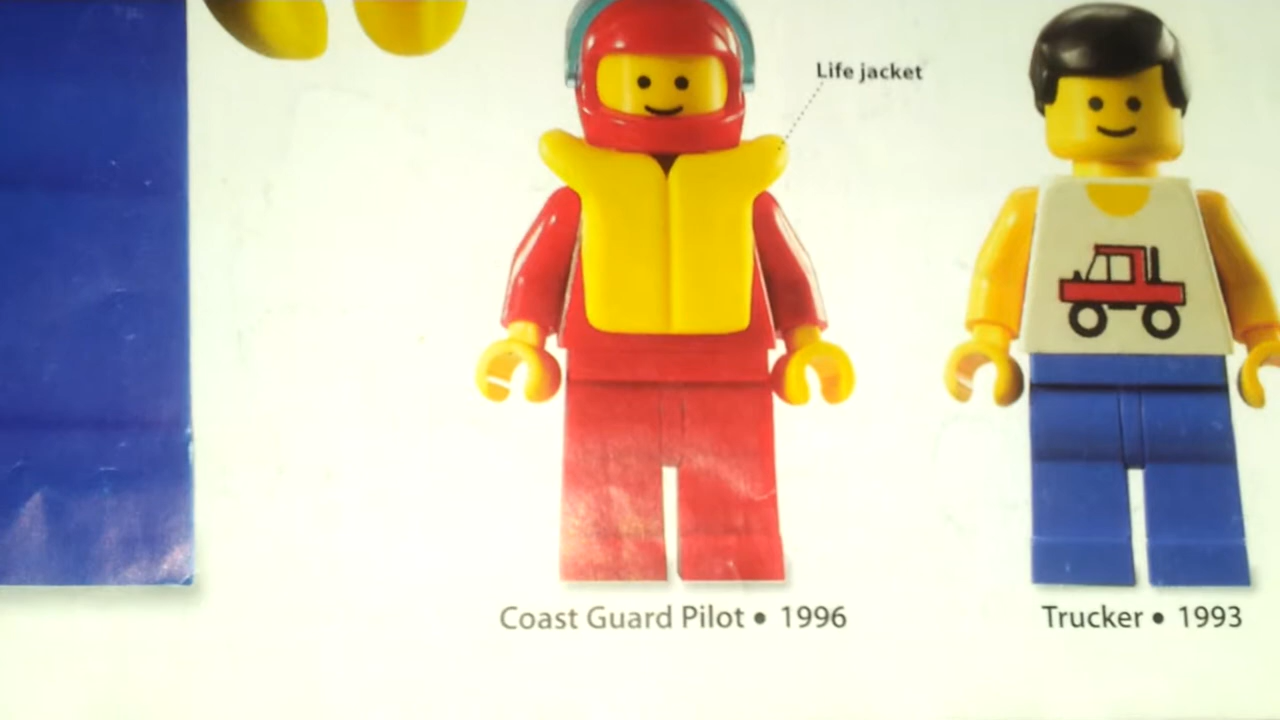 Life jacket
Coast Guard Pilot • 1996
Trucker • 1993